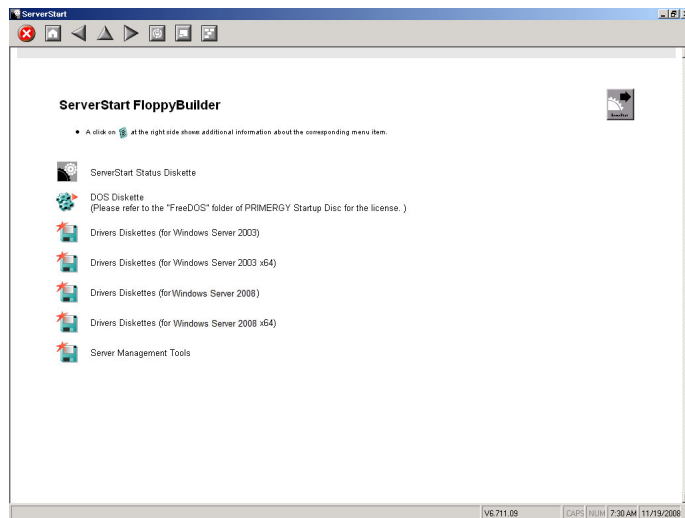 ServerStart
ServerStart FloppyBuilder
A click on at the right side shows additional information about the corresponding menu item.
ServerStart Status Diskette
DOS Diskette
(Please refer to the "FreeDOS" folder of PRIMERGY Startup Disc for the license. )
Drivers Diskettes (for Windows Server 2003)
Drivers Diskettes (for Windows Server 2003 x64)
Drivers Diskettes (for Windows Server 2008)
Drivers Diskettes (for Windows Server 2008 x64)
Server Management Tools
V6.711.09 CAPS NUM 7:30 AM 11/19/2008